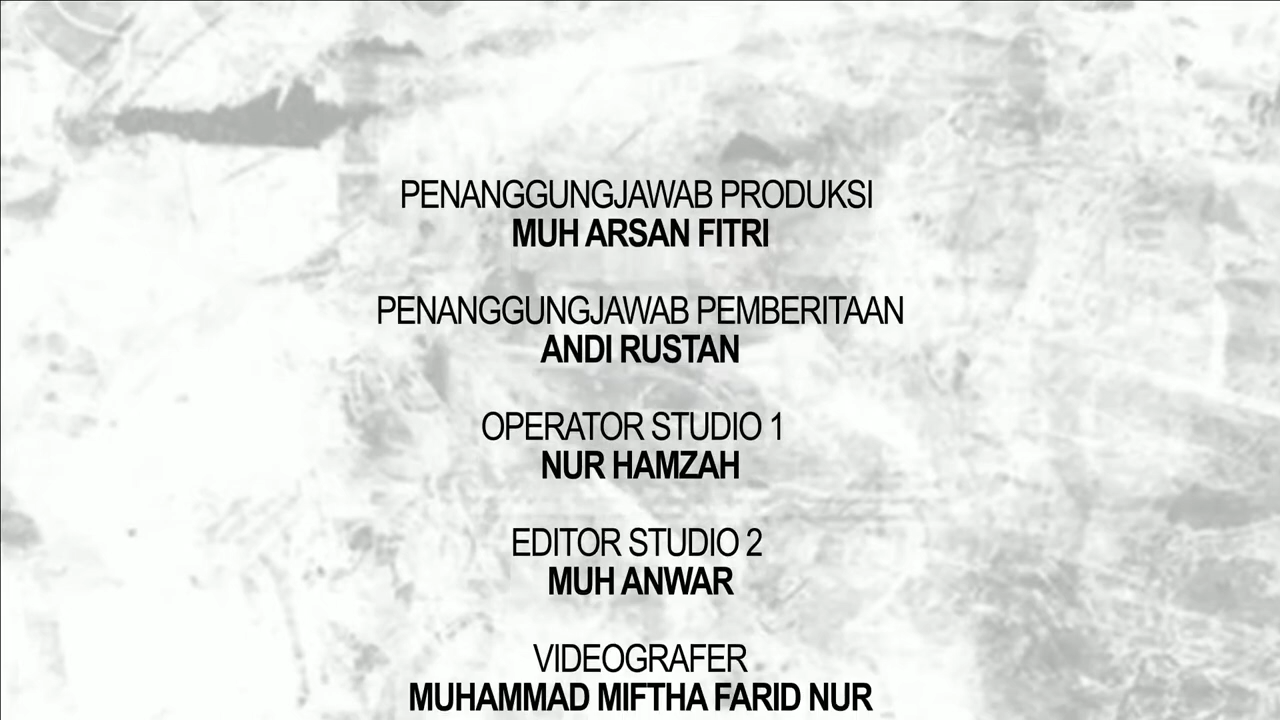 PENANGGUNGJAWAB PRODUKSI
MUH ARSAN FITRI
PENANGGUNGJAWAB PEMBERITAAN
ANDI RUSTAN
OPERATOR STUDIO 1
NUR HAMZAH
EDITOR STUDIO 2
MUH ANWAR
VIDEOGRAFER
MUHAMMAD MIFTHA FARID NUR